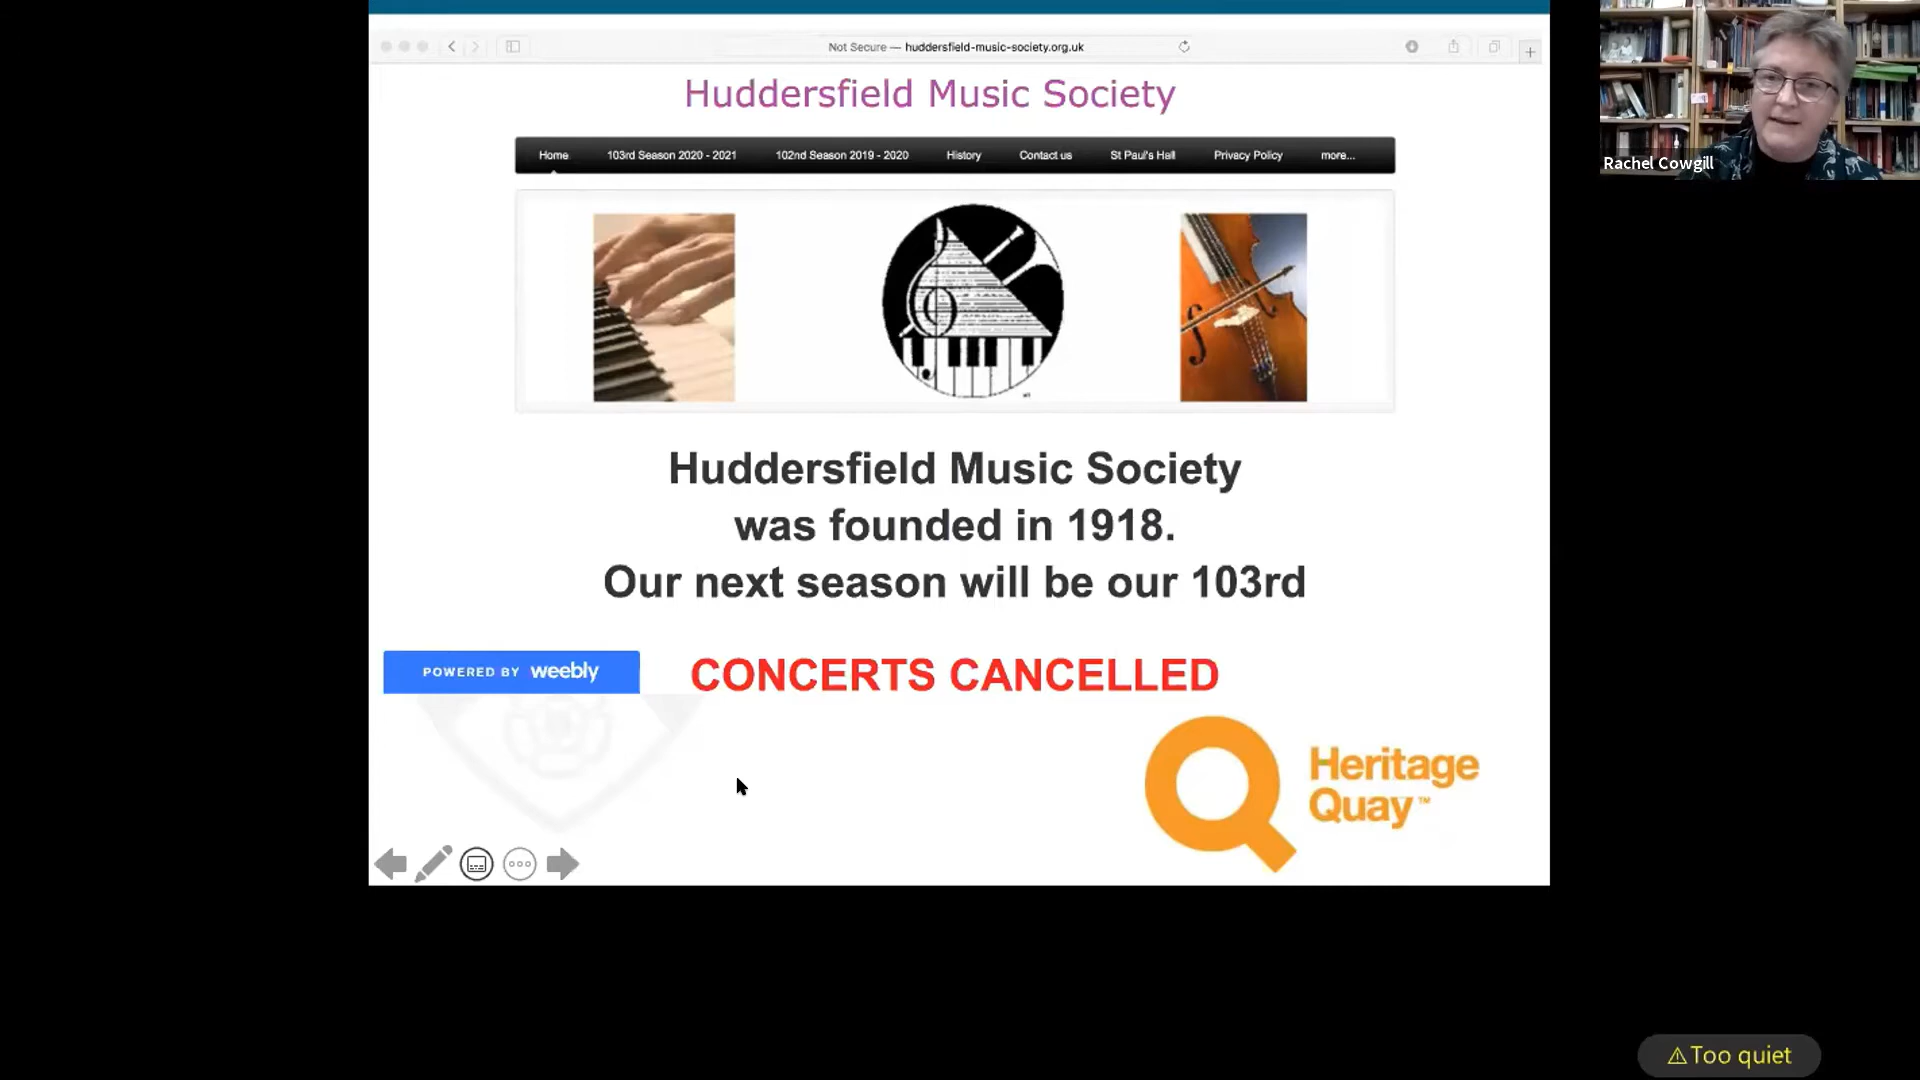 Not Secure — huddersfield-music-society.org.uk
Huddersfield Music Society
Home 103rd Season 2020 - 2021 102nd Season 2019 - 2020 History Contact us St Paul's Hall Privacy Policy more...
Huddersfield Music Society
was founded in 1918.
Our next season will be our 103rd
POWERED BY weebly
CONCERTS CANCELLED
Heritage
Quay™
Rachel Cowgill
⚠Too quiet